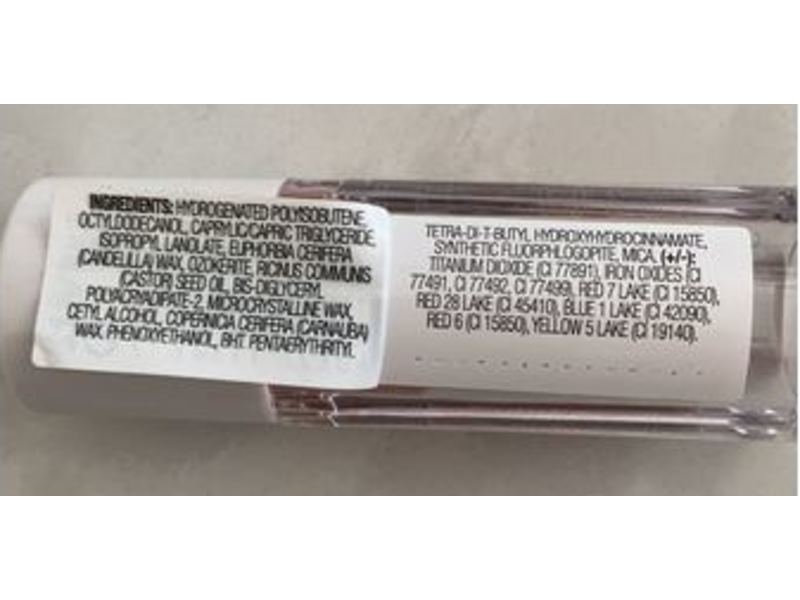 INGREDIENTS: HYDROGENATED POLYISOBUTENE,
OCTYLDODECANOL, CAPRYLIC/CAPRIC TRIGLYCERIDE,
ISOPROPYL LANOLATE, EUPHORBIA CERIFERA
(CANDELILLA) WAX, OZOKERITE, RICINUS COMMUNIS
(CASTOR) SEED OIL, BIS-DIGLYCERYL
POLYACYADIPATE-2, MICROCRYSTALLINE WAX,
CETYL ALCOHOL, COPERNICIA CERIFERA (CARNAUBA)
WAX, PHENOXYETHANOL, BHT, PENTAERYTHRITYL
TETRA-DI-T-BUTYL HYDROXYHYDROCINNAMATE,
SYNTHETIC FLUORPHLOGOPITE, MICA. (+/-):
TITANIUM DIOXIDE (CI 77891), IRON OXIDES (CI
77491, CI 77492, CI 77499), RED 7 LAKE (CI 15850),
RED 28 LAKE (CI 45410), BLUE 1 LAKE (CI 42090),
RED 6 (CI 15850), YELLOW 5 LAKE (CI 19140).